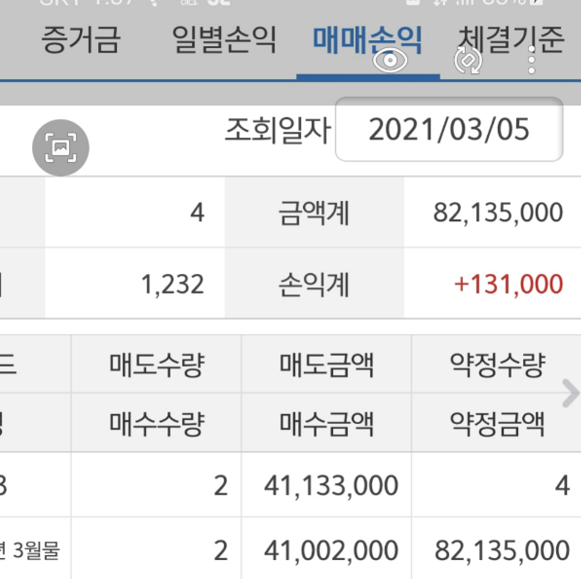 증거금 일별손익 매매손익 체결기준
조회일자 2021/03/05
4 금액계 82,135,000
1,232 손익계 +131,000
매도수량 매도금액 약정수량
매수수량 매수금액 약정금액
2 41,133,000 4
3월물 2 41,002,000 82,135,000